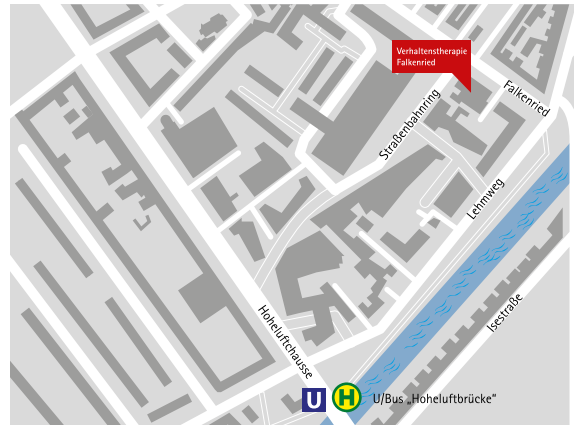 Verhaltenstherapie
Falkenried
Falkenried
Straßenbahnring
Lehmweg
Isestraße
Hoheluftchausse
U
H
U/Bus „Hoheluftbrücke“